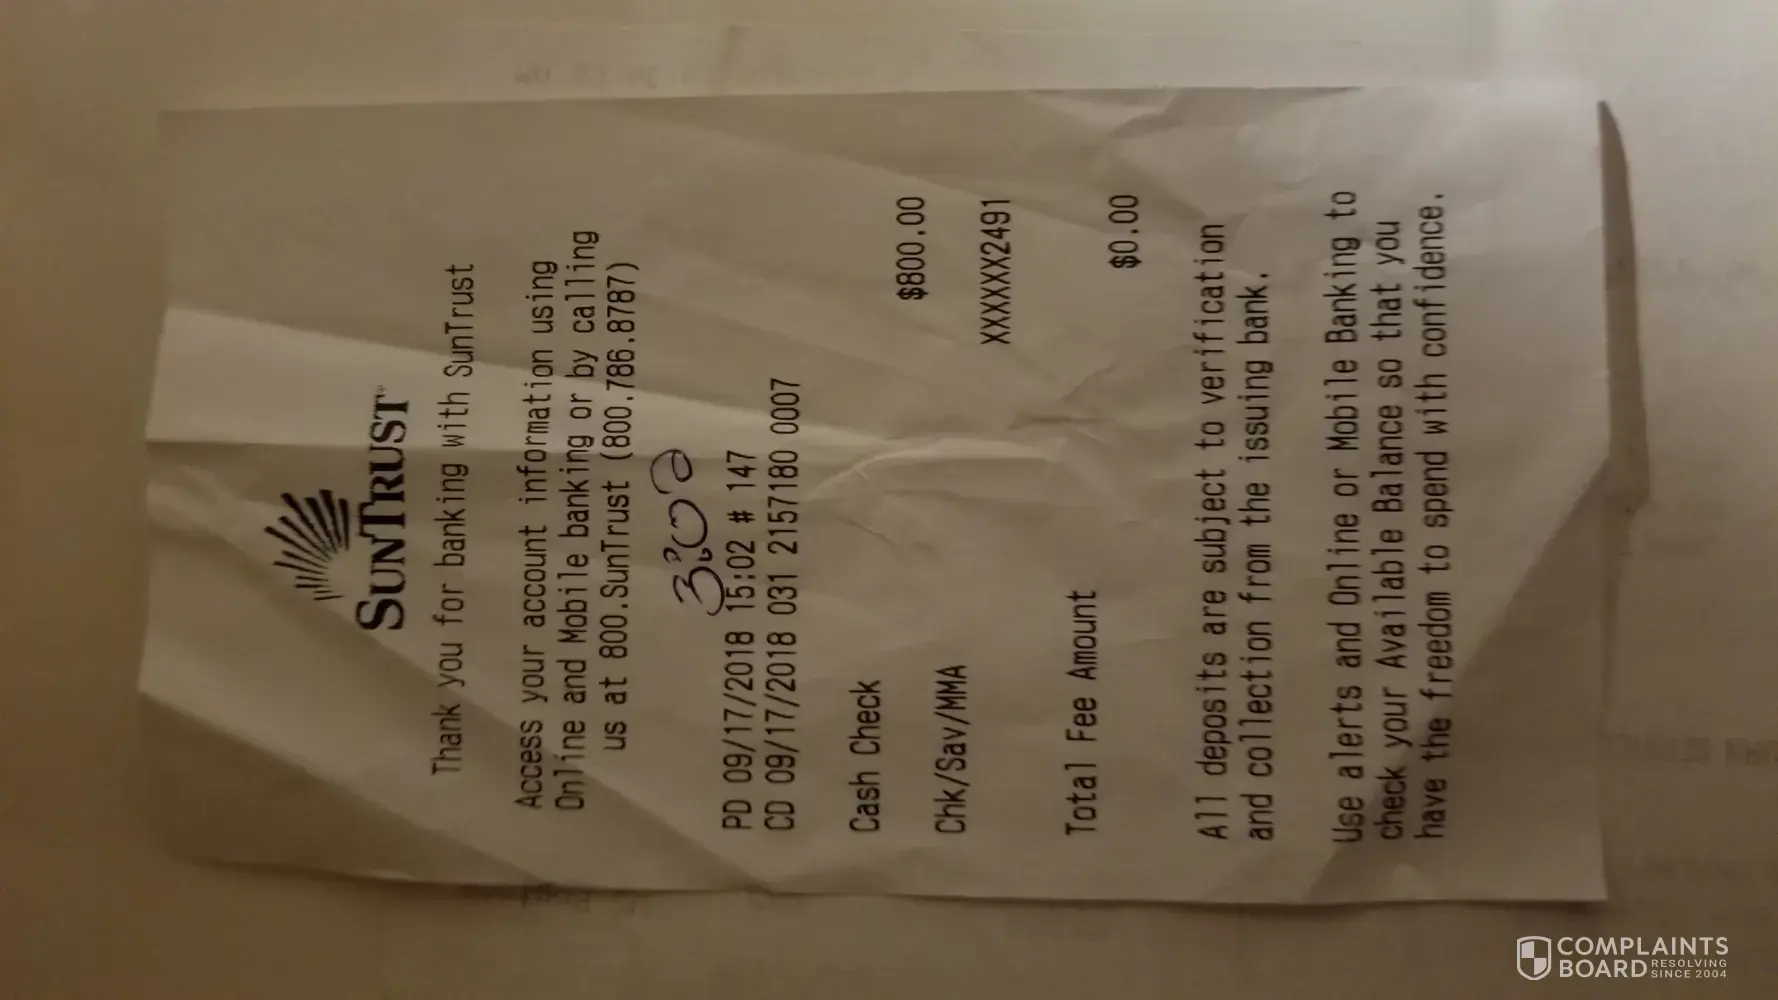 SUNTRUST
Thank you for banking with SunTrust
Access your account information using
Online and Mobile banking or by calling
us at 800.SunTrust (800.786.8787)
3:02
PD 09/17/2018 15:02 # 147
CD 09/17/2018 031 2157180 0007
Cash Check
$800.00
Chk/Sav/MMA
XXXXXX2491
Total Fee Amount
$0.00
All deposits are subject to verification
and collection from the issuing bank.
Use alerts and Online or Mobile Banking to
check your Available Balance so that you
have the freedom to spend with confidence.
COMPLAINTS
BOARD RESOLVING
SINCE 2004